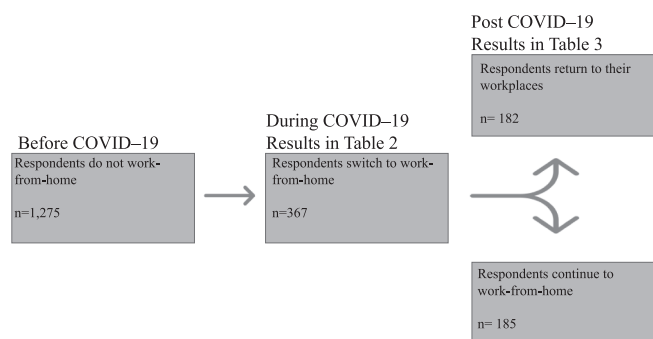 Post COVID–19
Results in Table 3
Respondents return to their
workplaces
n= 182
During COVID–19
Results in Table 2
Before COVID–19
Respondents do not work-
from-home
n=1,275
Respondents switch to work-
from-home
n=367
Respondents continue to
work-from-home
n= 185